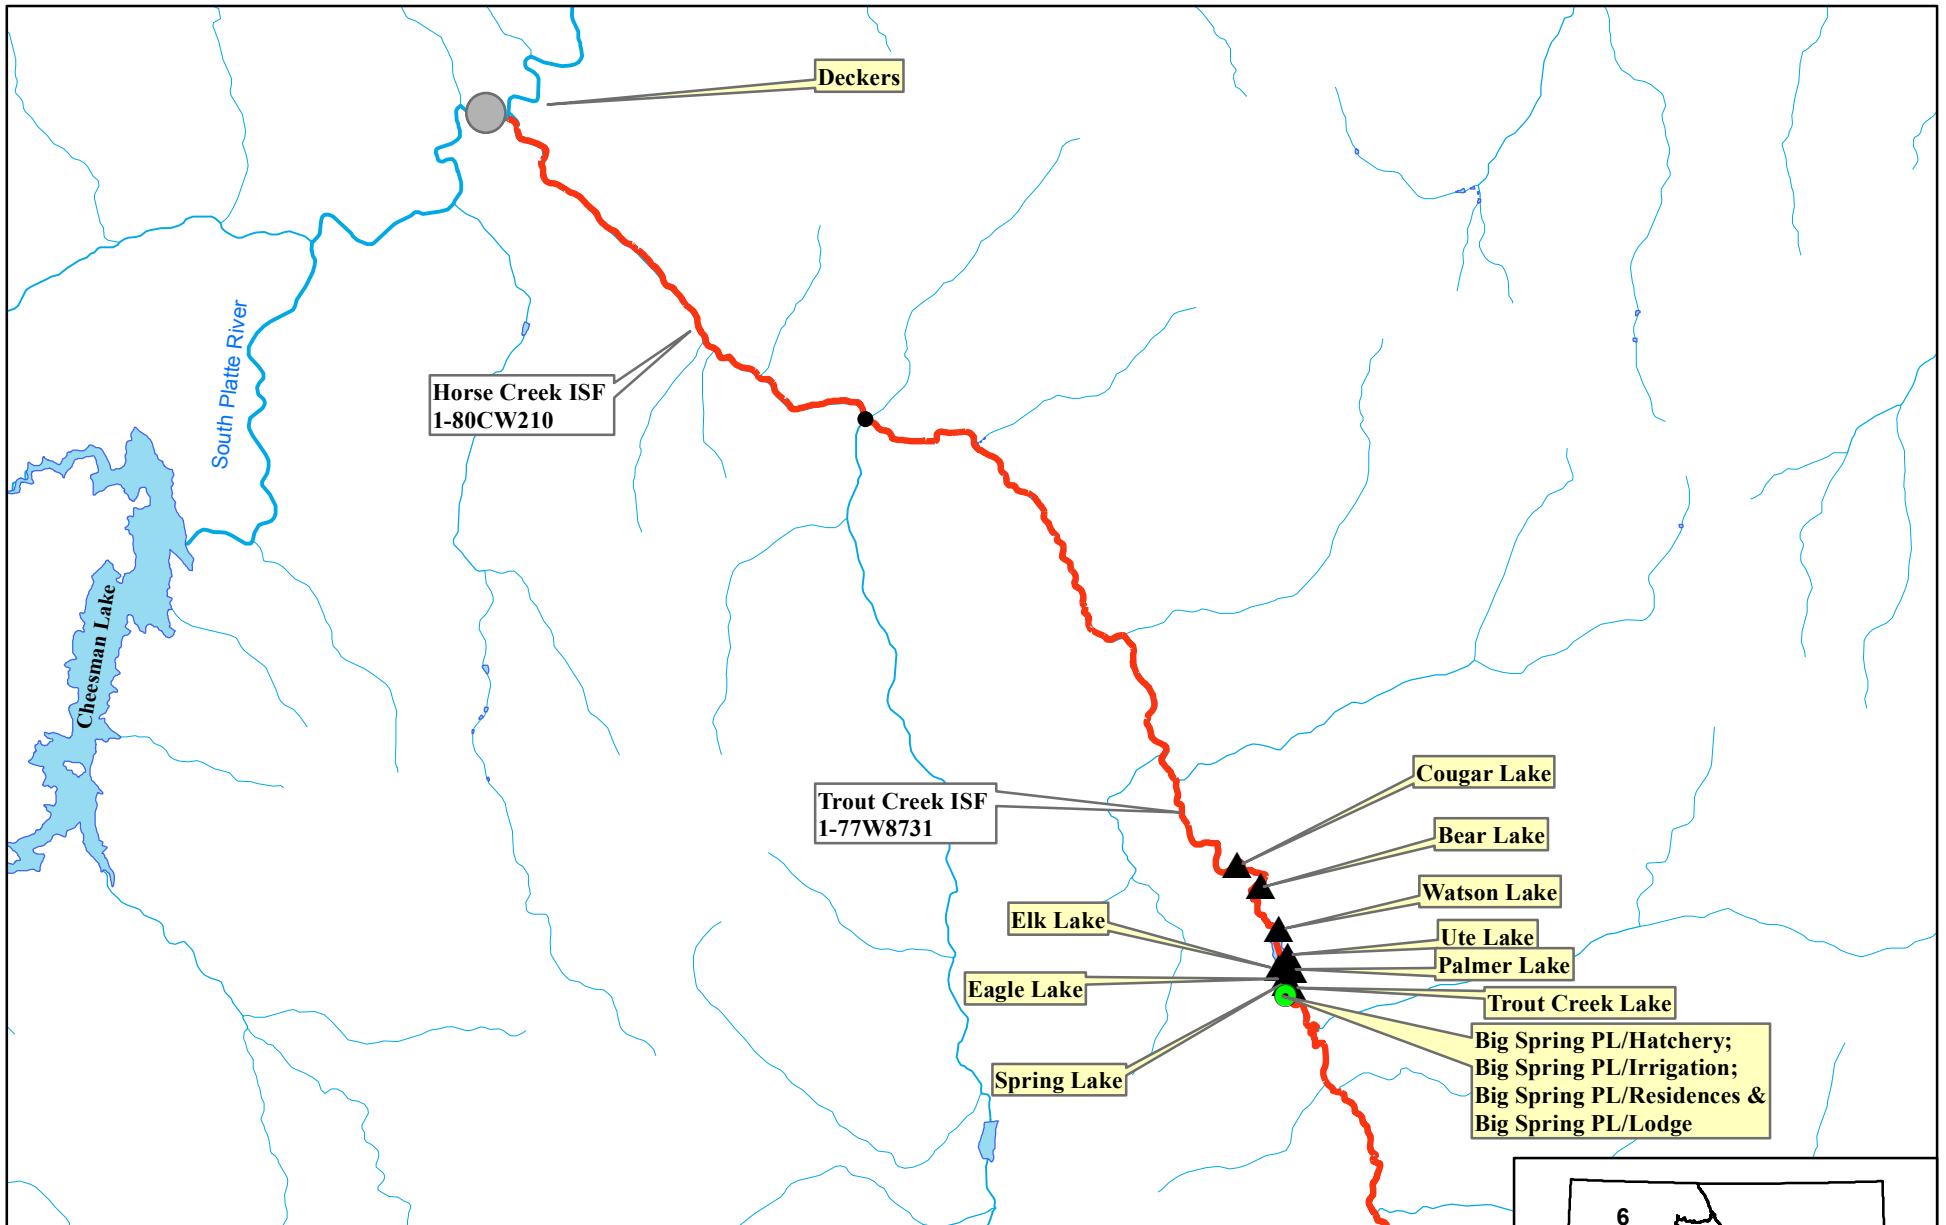 Deckers
South Platte River
Horse Creek ISF
1-80CW210
Cheesman Lake
Cougar Lake
Trout Creek ISF
1-77W8731
Bear Lake
Watson Lake
Elk Lake
Ute Lake
Palmer Lake
Eagle Lake
Trout Creek Lake
Big Spring PL/Hatchery;
Big Spring PL/Irrigation;
Big Spring PL/Residences &
Big Spring PL/Lodge
Spring Lake
6